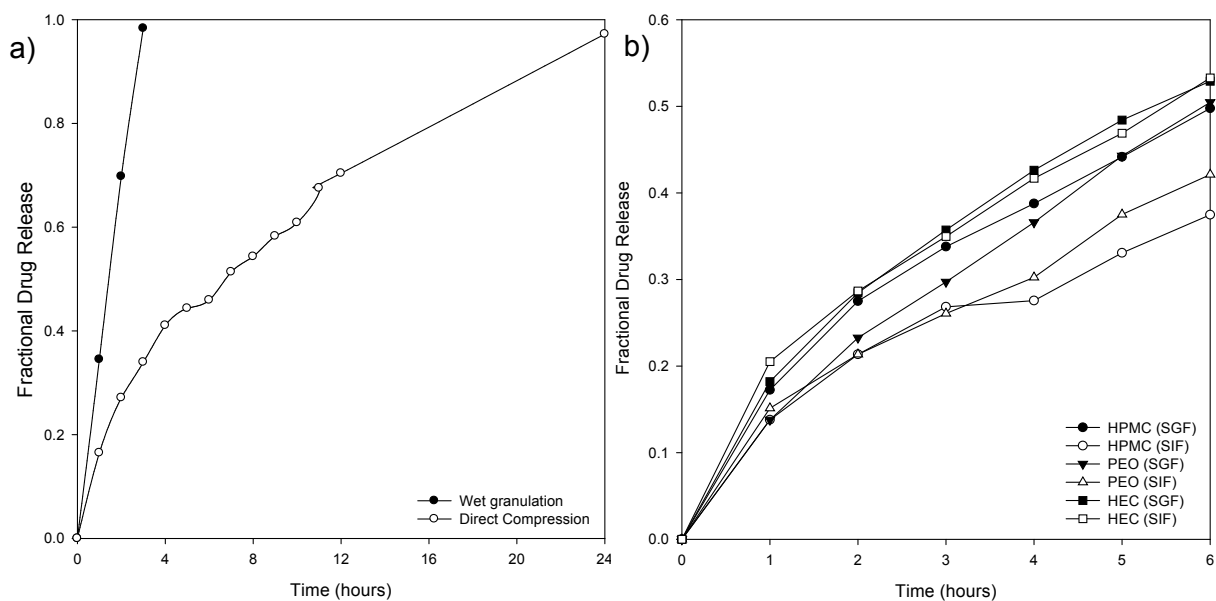 a)
Fractional Drug Release
1.0
0.8
0.6
0.4
0.2
0.0
0 4 8 12 16 20 24
Time (hours)
Wet granulation
Direct Compression
b)
Fractional Drug Release
0.6
0.5
0.4
0.3
0.2
0.1
0.0
0 1 2 3 4 5 6
Time (hours)
HPMC (SGF)
HPMC (SIF)
PEO (SGF)
PEO (SIF)
HEC (SGF)
HEC (SIF)